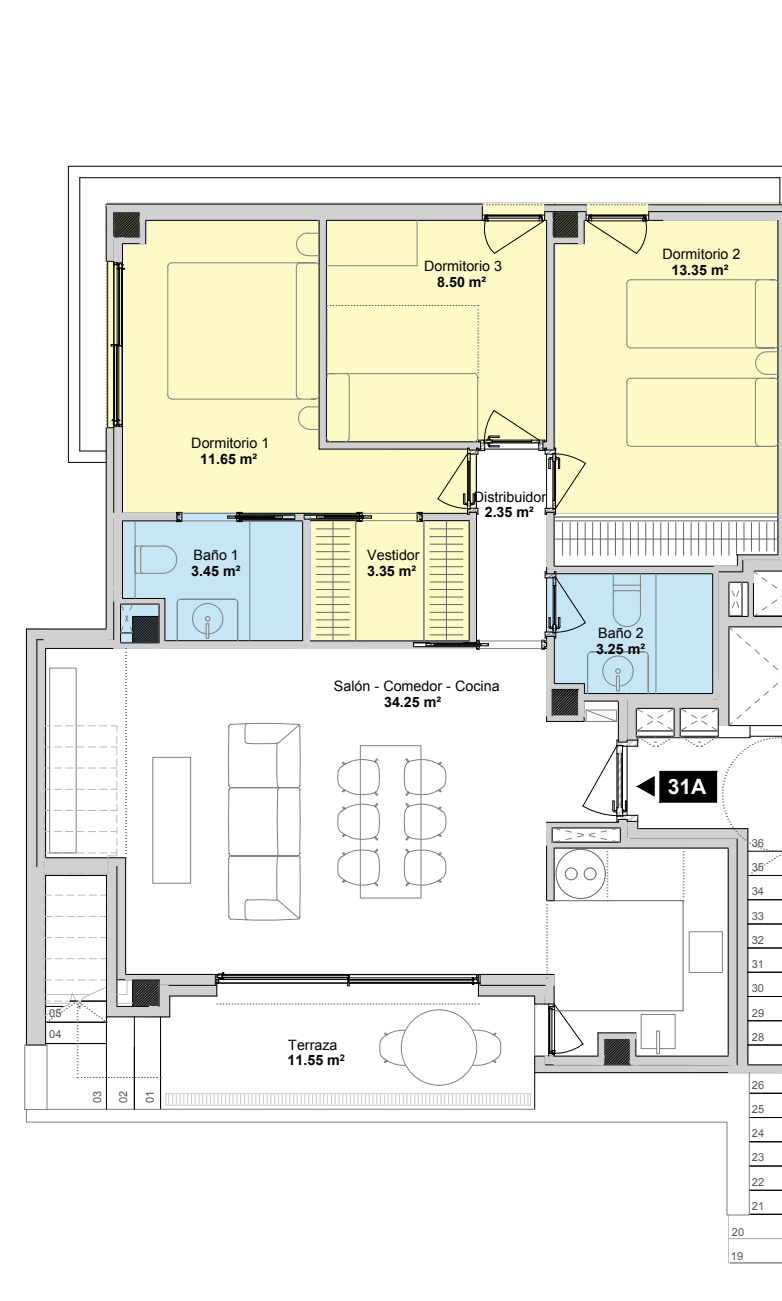 Dormitorio 2
13.35 m²
Dormitorio 3
8.50 m²
Dormitorio 1
11.65 m²
Distribuidor
2.35 m²
Baño 1
3.45 m²
Vestidor
3.35 m²
Baño 2
3.25 m²
Salón - Comedor - Cocina
34.25 m²
31A
36
35
34
33
32
31
30
29
28
05
04
03
02
01
Terraza
11.55 m²
26
25
24
23
22
21
20
19